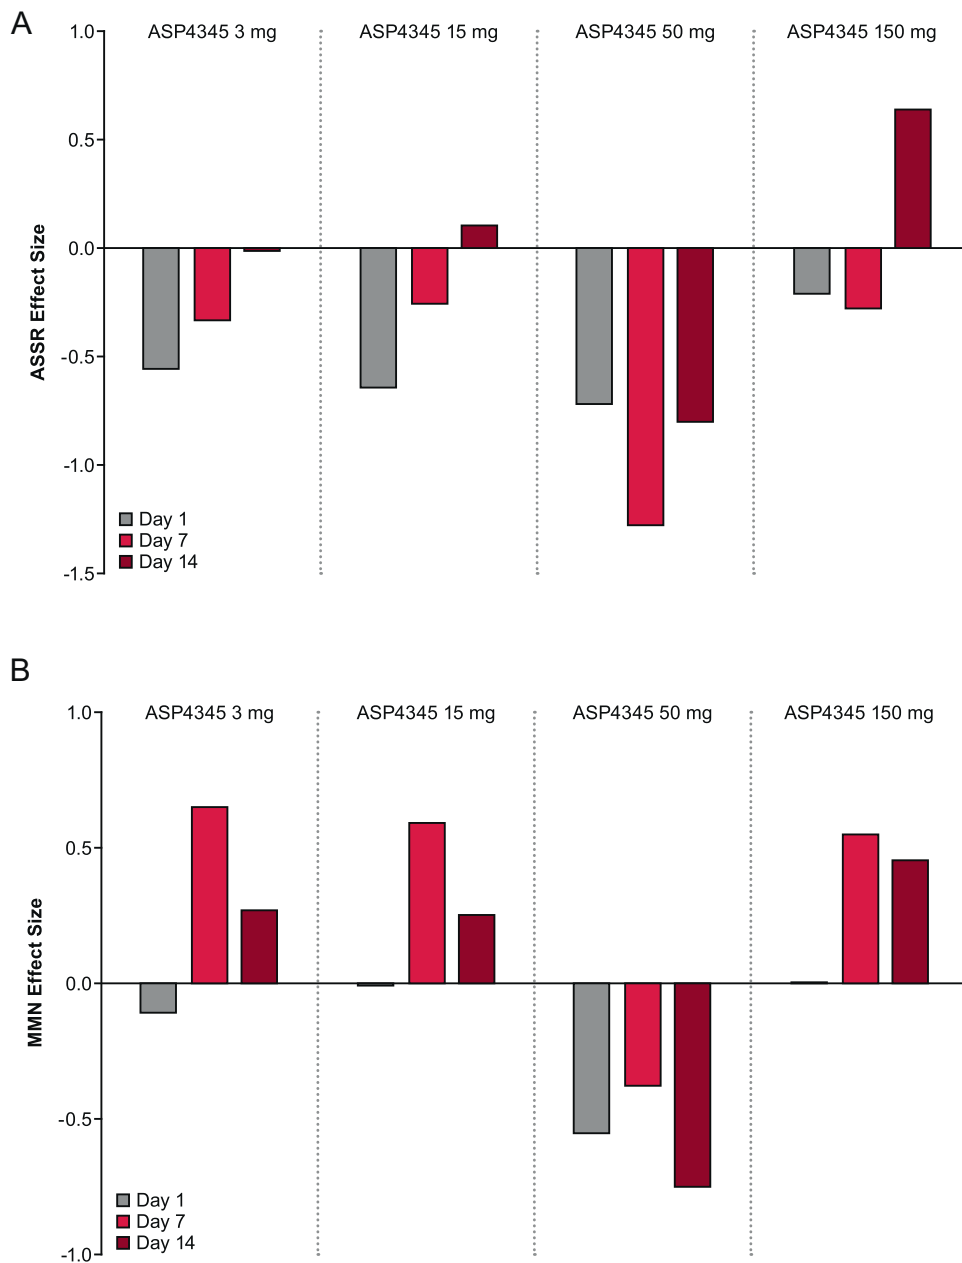 A
ASP4345 3 mg ASP4345 15 mg ASP4345 50 mg ASP4345 150 mg
1.0
0.5
0.0
-0.5
-1.0
-1.5
ASSR Effect Size
Day 1
Day 7
Day 14
B
ASP4345 3 mg ASP4345 15 mg ASP4345 50 mg ASP4345 150 mg
1.0
0.5
0.0
-0.5
-1.0
MMN Effect Size
Day 1
Day 7
Day 14